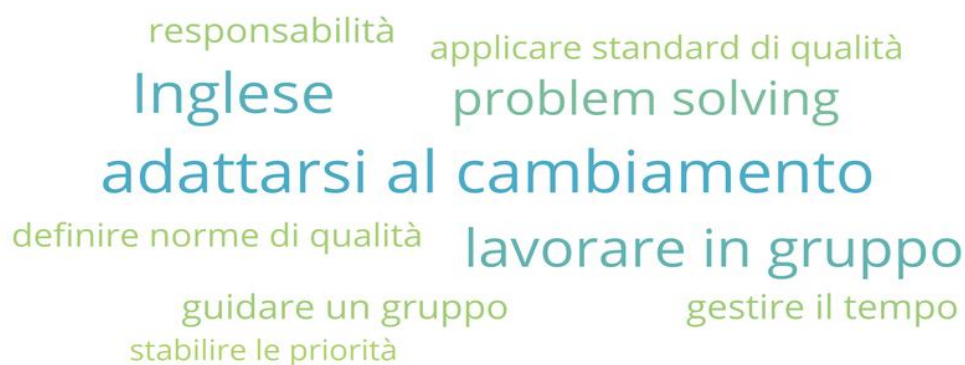 responsabilità
applicare standard di qualità
Inglese
problem solving
adattarsi al cambiamento
definire norme di qualità
lavorare in gruppo
guidare un gruppo
gestire il tempo
stabilire le priorità